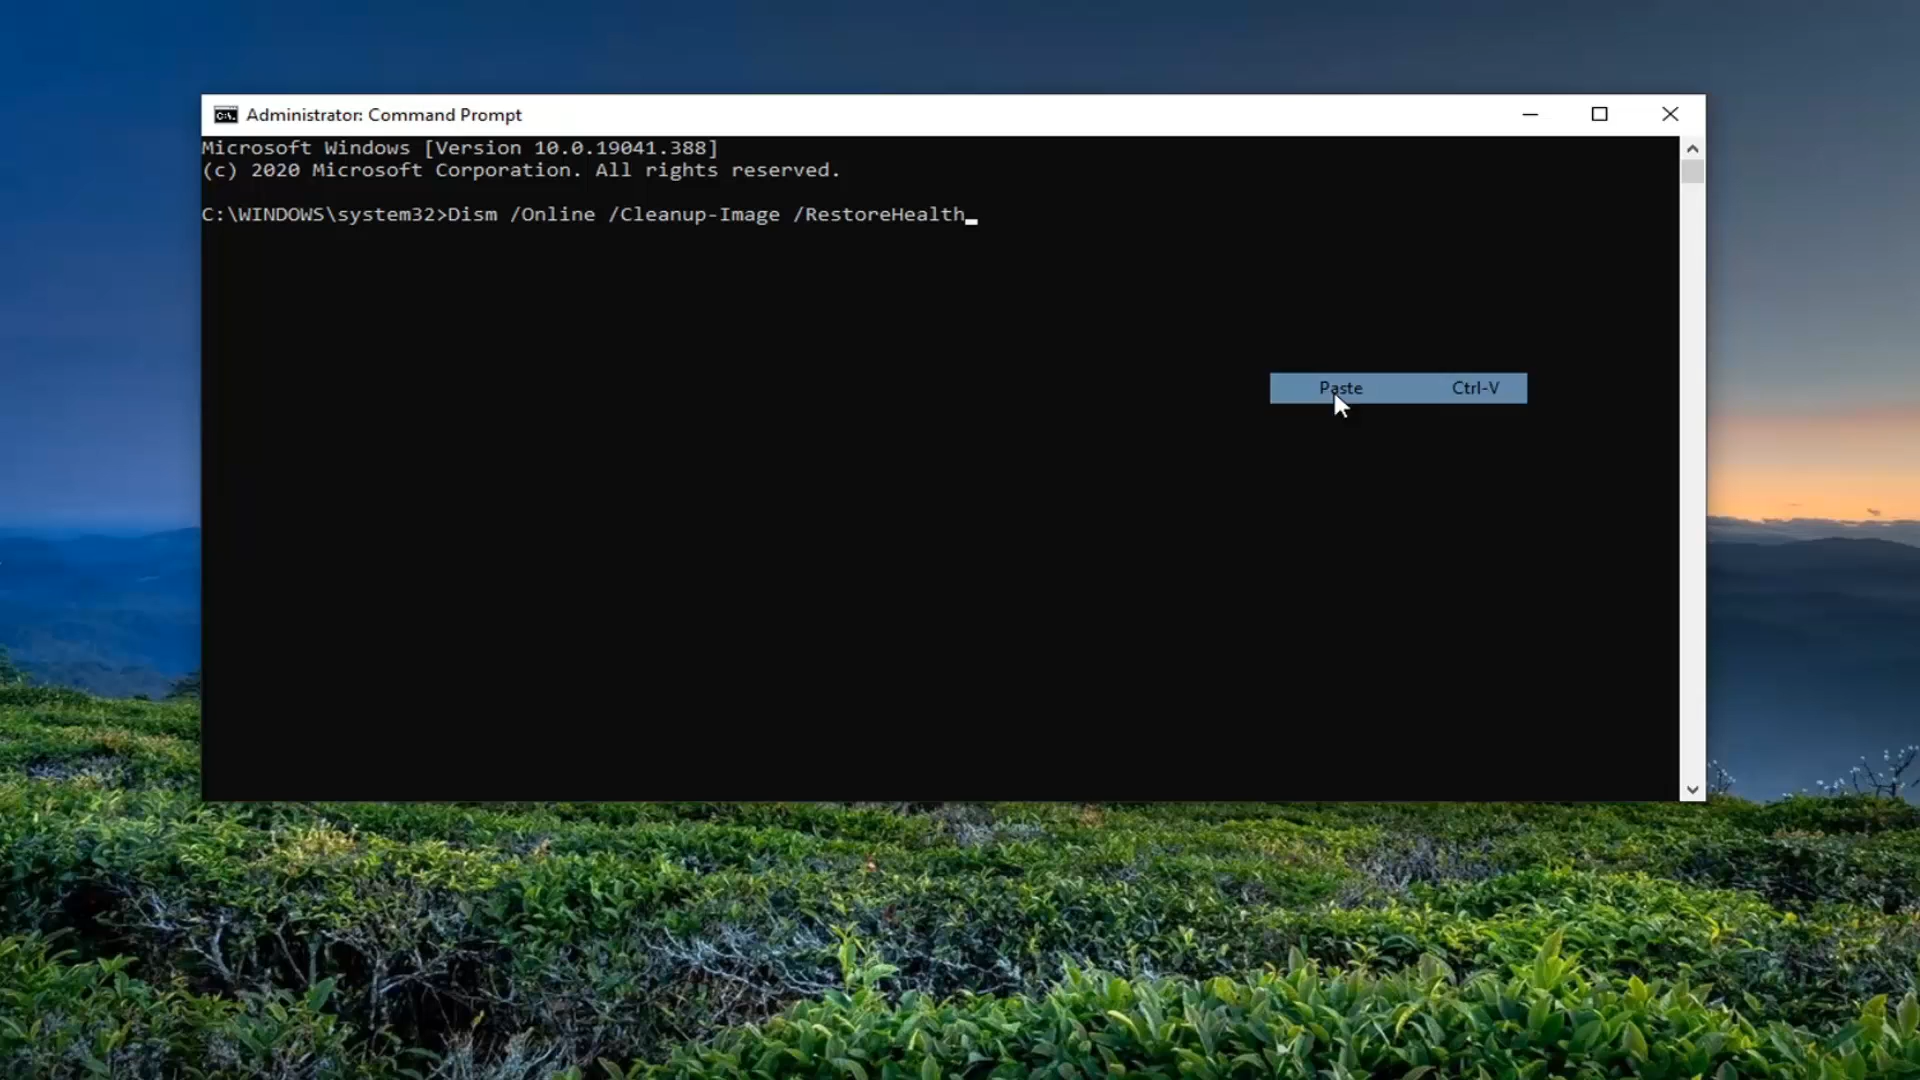 Administrator: Command Prompt
Microsoft Windows [Version 10.0.19041.388]
(c) 2020 Microsoft Corporation. All rights reserved.
C:\WINDOWS\system32>Dism /Online /Cleanup-Image /RestoreHealth
Paste Ctrl-V